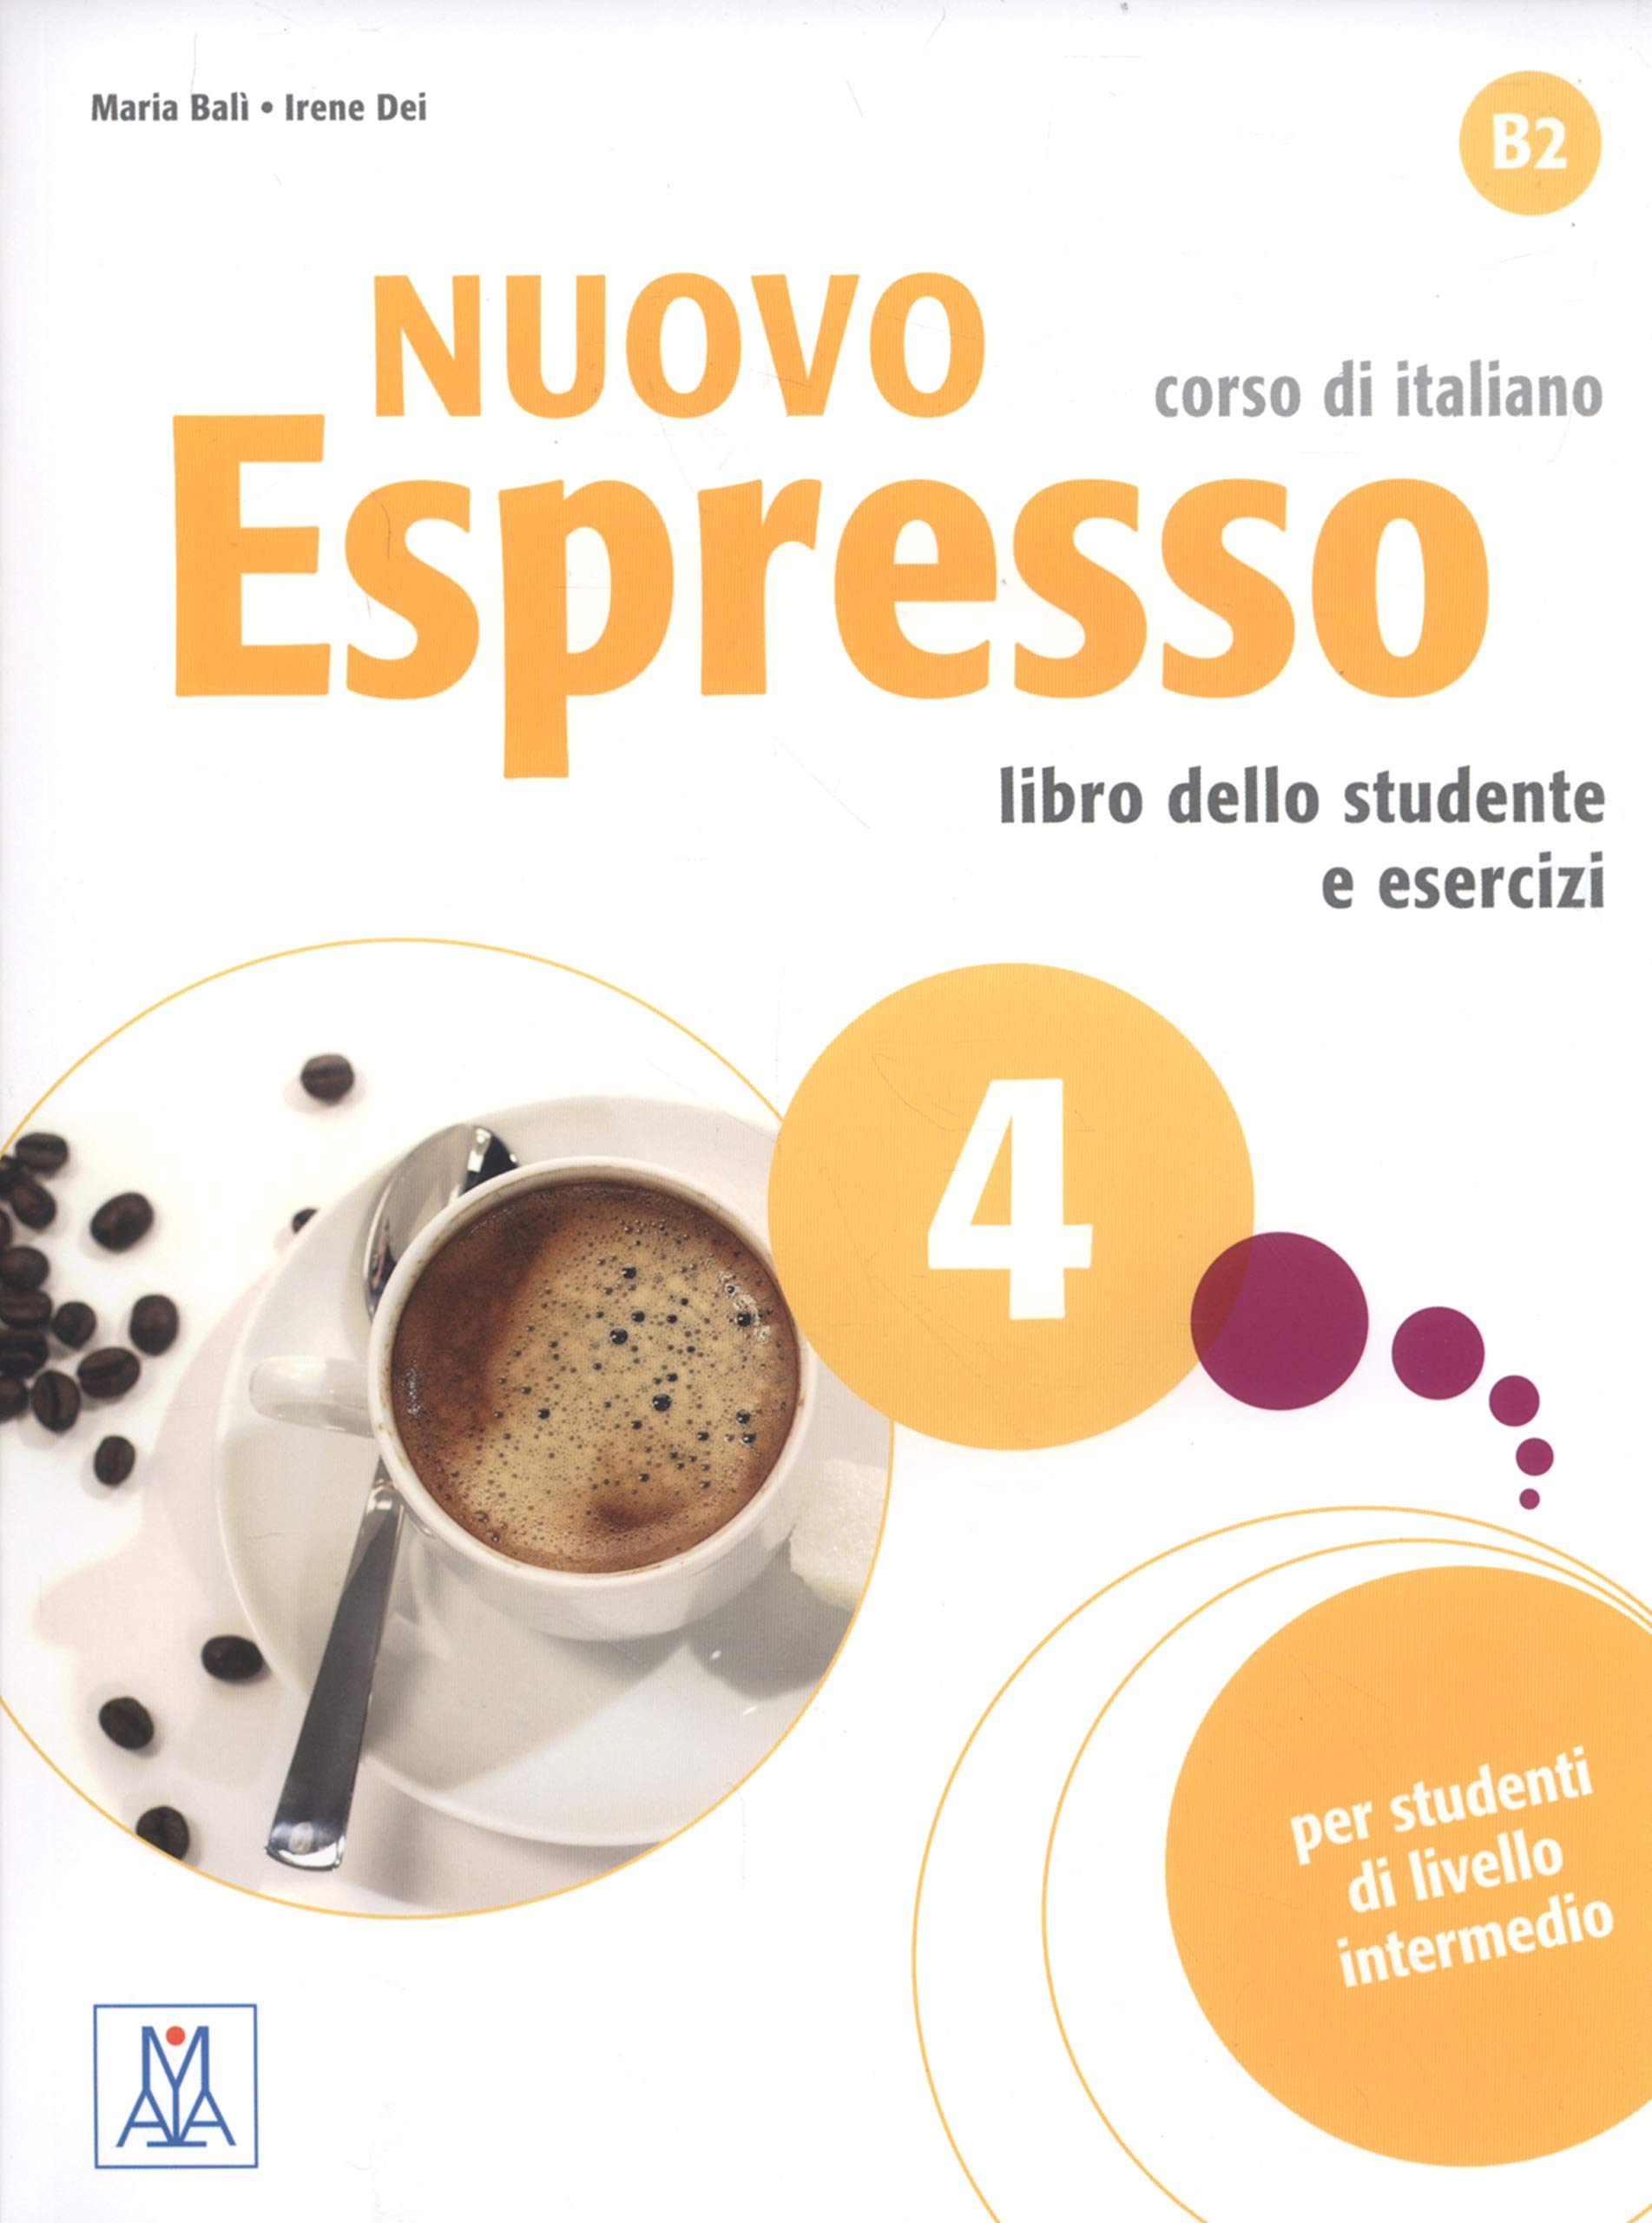 Maria Balì • Irene Dei
B2
NUOVO
corso di italiano
Espresso
libro dello studente
e esercizi
4
per studenti
di livello
intermedio